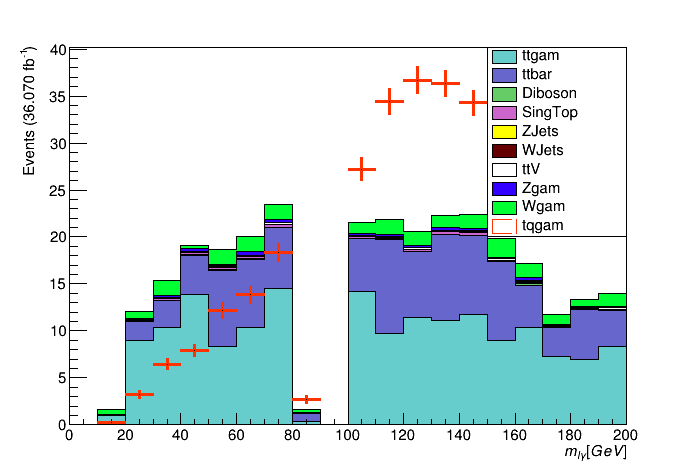 Events (36.070 fb⁻¹)
40
35
30
25
20
15
10
5
0
ttgam
ttbar
Diboson
SingTop
ZJets
WJets
ttV
Zgam
Wgam
tqgam
0 20 40 60 80 100 120 140 160 180 200
m_{lγ}[GeV]